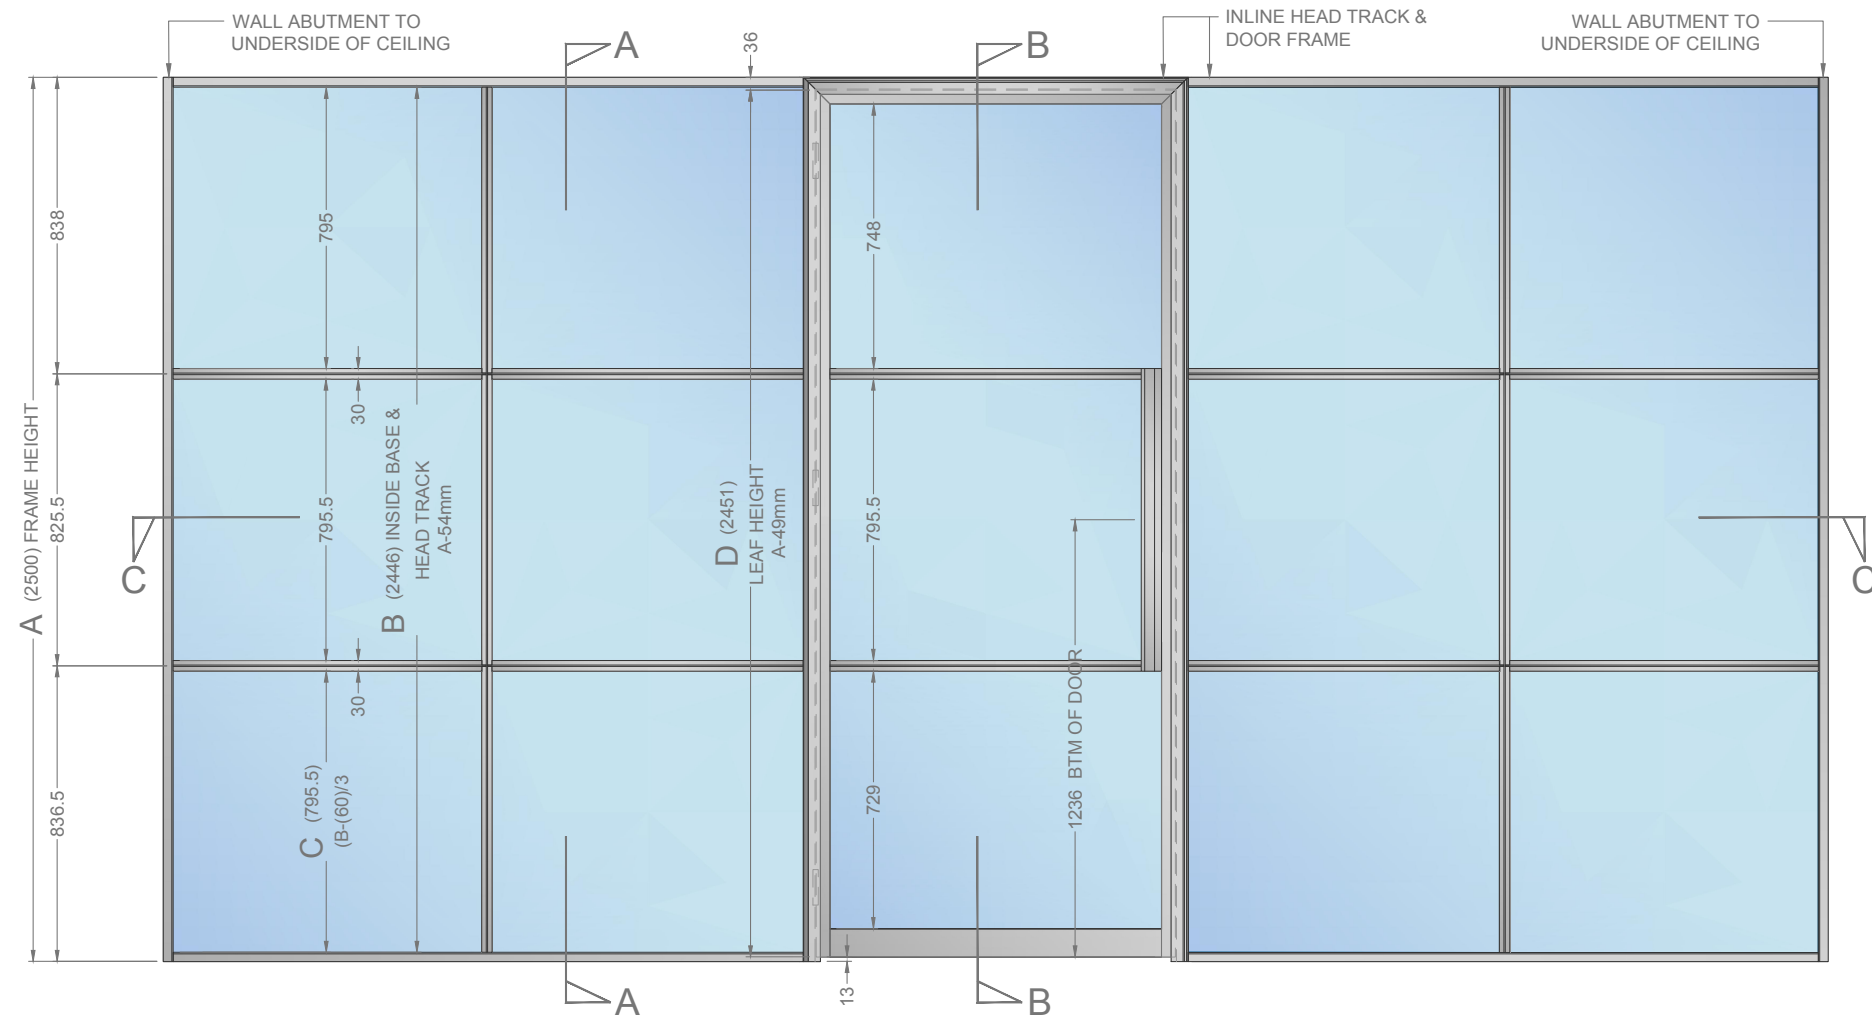 WALL ABUTMENT TO
UNDERSIDE OF CEILING
A
36
B
INLINE HEAD TRACK &
DOOR FRAME
WALL ABUTMENT TO
UNDERSIDE OF CEILING
A (2500) FRAME HEIGHT
838
825.5
836.5
795
30
795.5
30
C (795.5)
(B-(60)/3
B (2446) INSIDE BASE &
HEAD TRACK
A-54mm
D (2451)
LEAF HEIGHT
A-49mm
748
795.5
729
1236 BTM OF DOOR
C
C
13
A
B